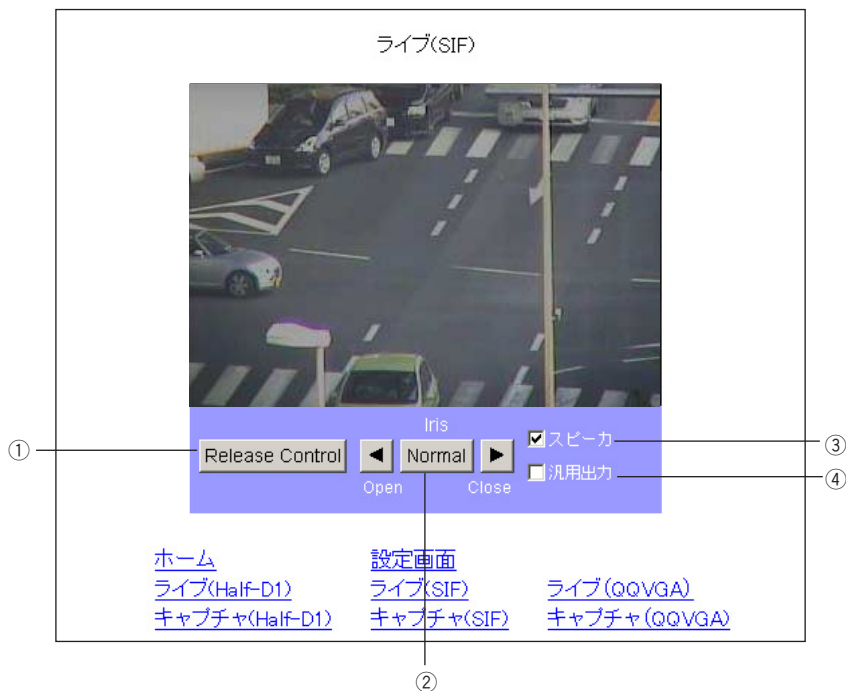 ライブ(SIF)
Iris
① Release Control ◀ Normal ▶ スピーカ ③
Open Close 汎用出力 ④
ホーム 設定画面
ライブ(Half-D1) ライブ(SIF) ライブ(QQVGA)
キャプチャ(Half-D1) キャプチャ(SIF) キャプチャ(QQVGA)
②